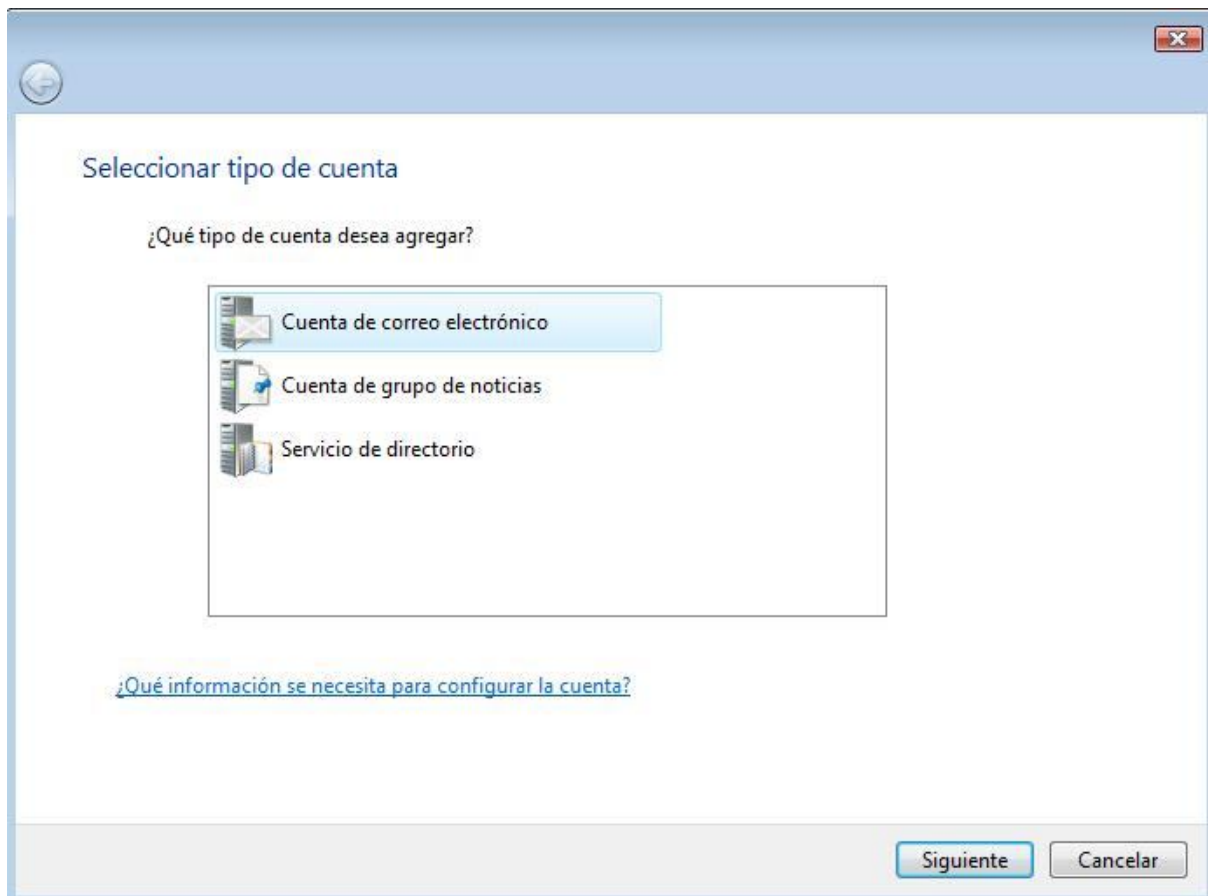 Seleccionar tipo de cuenta
¿Qué tipo de cuenta desea agregar?
Cuenta de correo electrónico
Cuenta de grupo de noticias
Servicio de directorio
¿Qué información se necesita para configurar la cuenta?
Siguiente
Cancelar